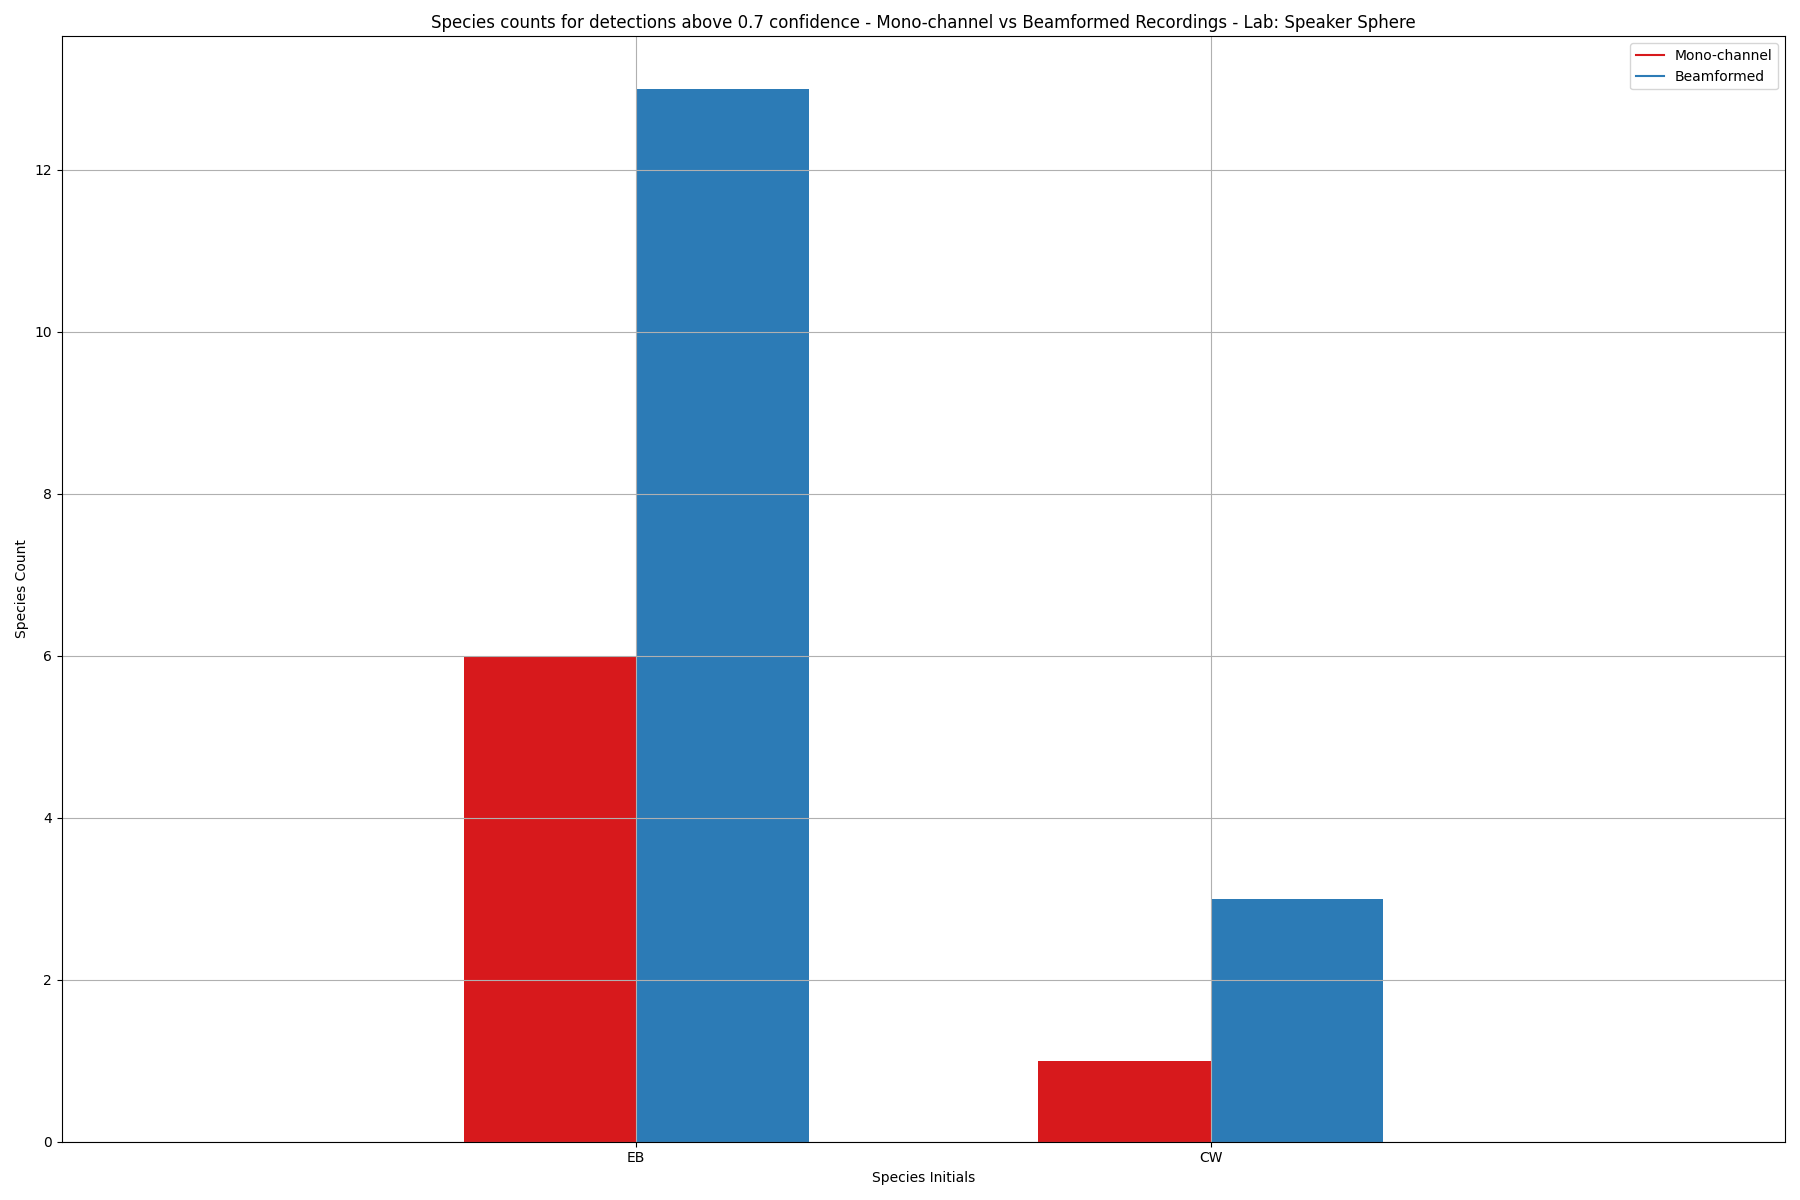 Species counts for detections above 0.7 confidence - Mono-channel vs Beamformed Recordings - Lab: Speaker Sphere
Mono-channel
Beamformed
12
10
8
6
4
2
0
Species Count
EB
CW
Species Initials